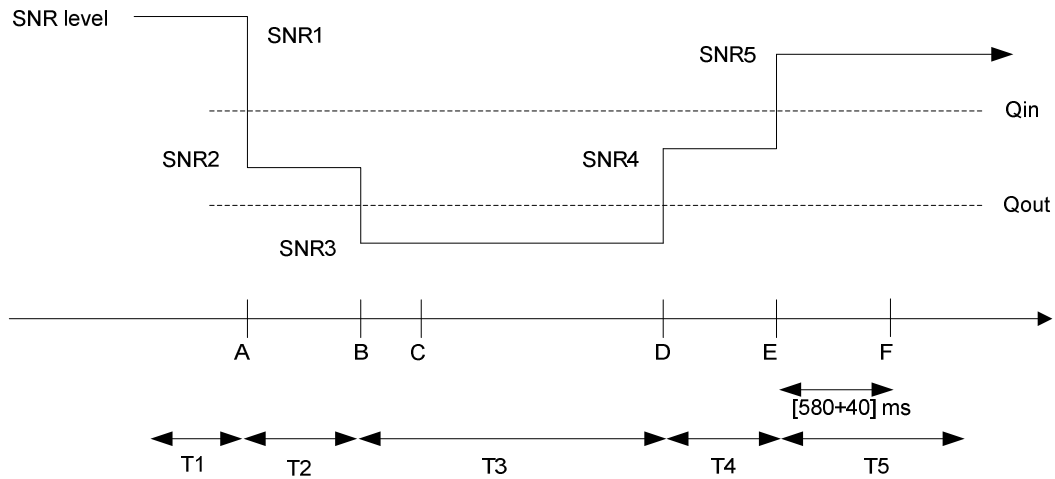 SNR level
SNR1
SNR5
Qin
SNR2
SNR4
Qout
SNR3
A
B
C
D
E
F
[580+40] ms
T1
T2
T3
T4
T5